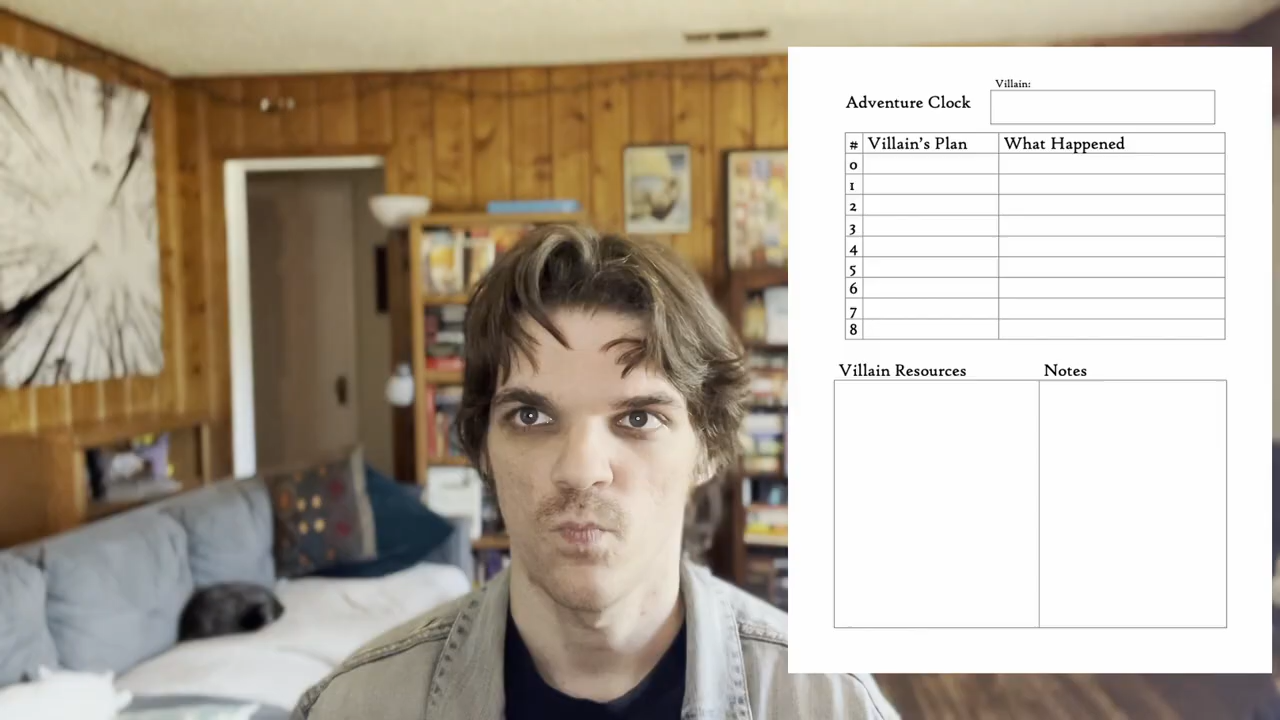 Villain:
Adventure Clock
# Villain's Plan What Happened
0
1
2
3
4
5
6
7
8
Villain Resources Notes